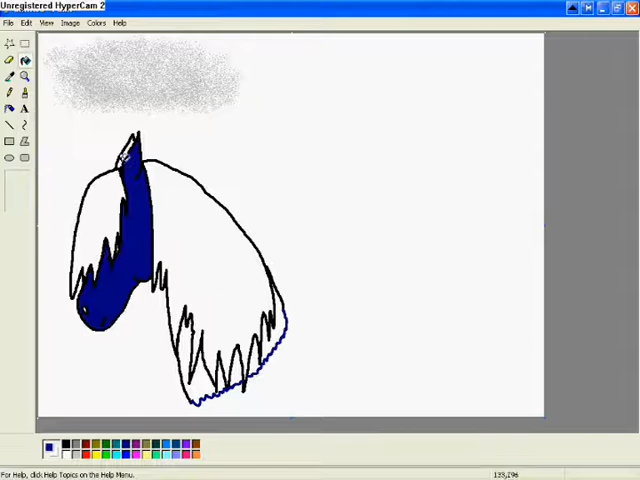 Unregistered HyperCam 2
File Edit View Image Colors Help
A
For Help, click Help Topics on the Help Menu.
133,196